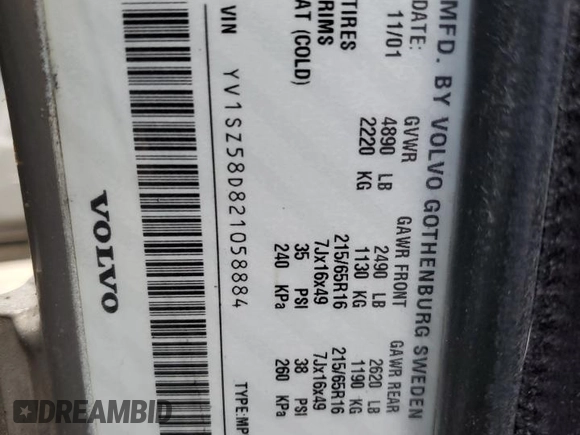 MFD. BY VOLVO GOTHENBURG SWEDEN
DATE: GVWR GAWR FRONT GAWR REAR
11/01 4890 LB 2490 LB 2620 LB
2220 KG 1130 KG 1190 KG
TIRES 215/65R16 215/65R16
RIMS 7Jx16x49 7Jx16x49
AT (COLD) 35 PSI 38 PSI
240 KPa 260 KPa
VIN YV1SZ58D821058884
TYPE:MP
VOLVO
DREAMBID